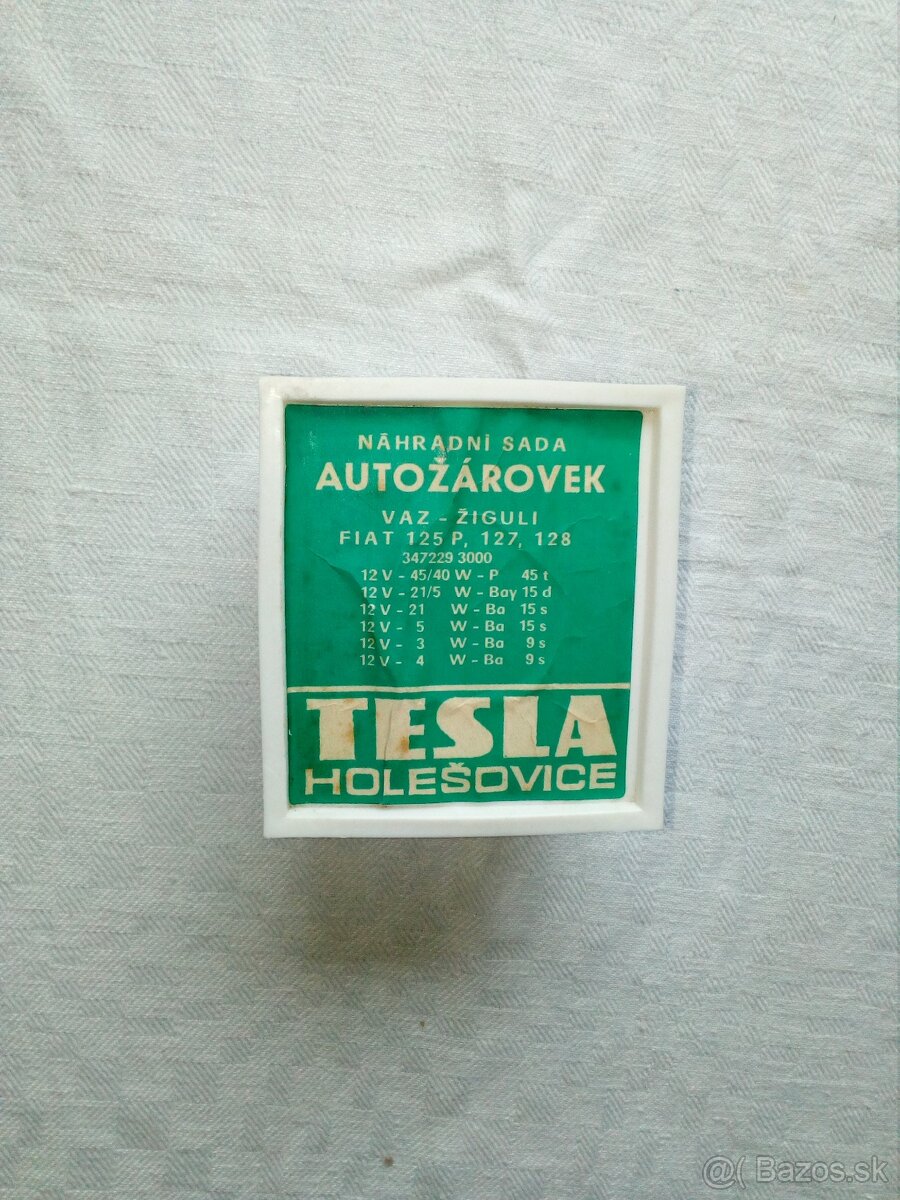 NÁHRADNÍ SADA
AUTOŽÁROVEK
VAZ - ŽIGULI
FIAT 125 P, 127, 128
347229 3000
12 V - 45/40 W - P 45 t
12 V - 21/5 W - Bay 15 d
12 V - 21 W - Ba 15 s
12 V - 5 W - Ba 15 s
12 V - 3 W - Ba 9 s
12 V - 4 W - Ba 9 s
TESLA
HOLEŠOVICE
@( Bazos.sk